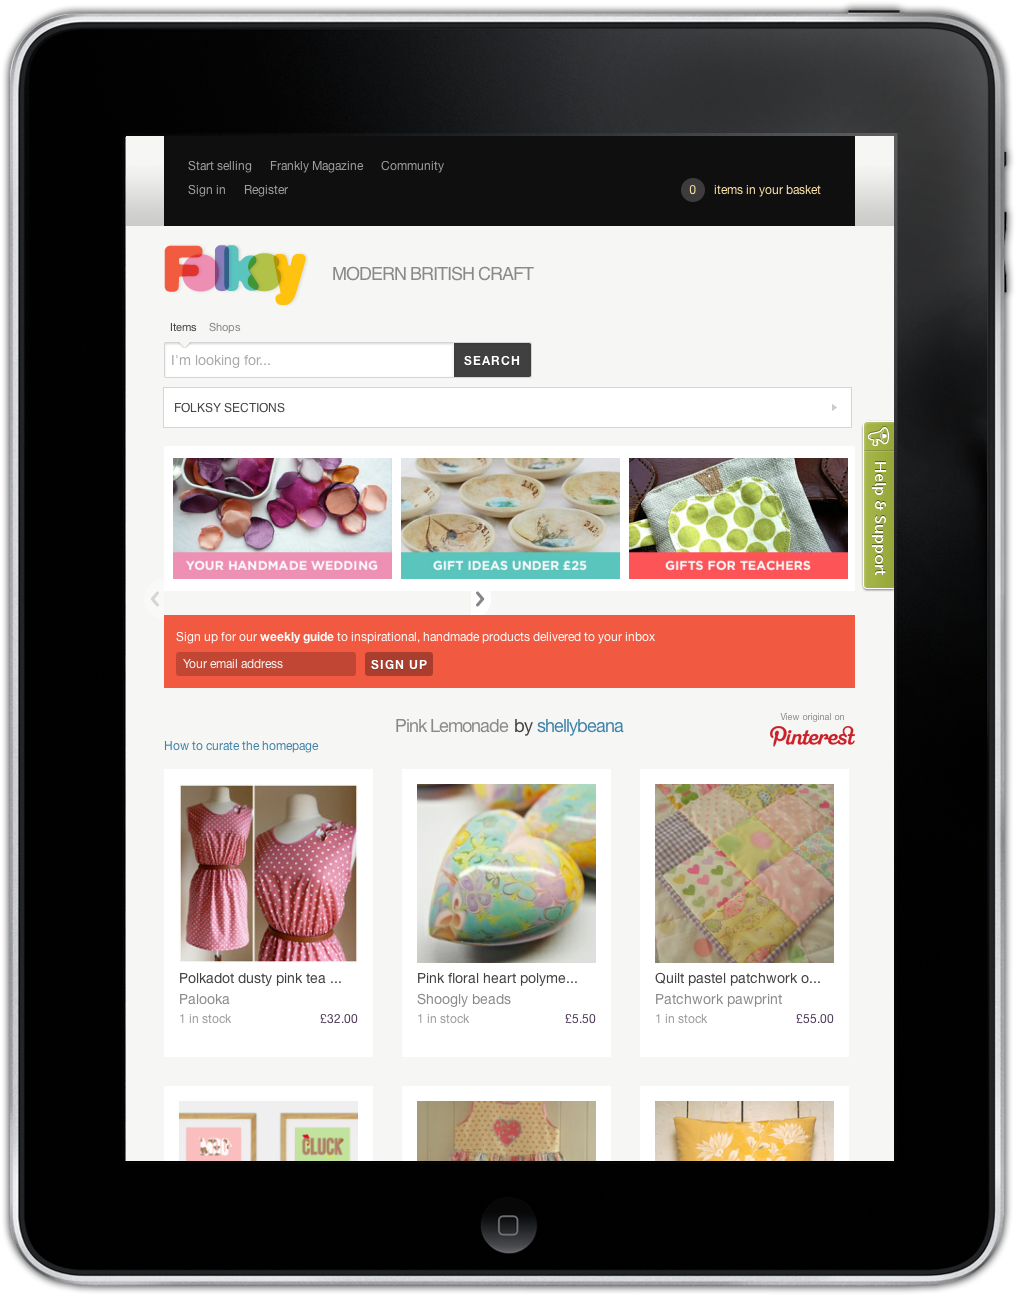 Start selling Frankly Magazine Community
Sign in Register 0 items in your basket
Folksy MODERN BRITISH CRAFT
Items Shops
I'm looking for... SEARCH
FOLKSY SECTIONS
Help & Support
YOUR HANDMADE WEDDING GIFT IDEAS UNDER £25 GIFTS FOR TEACHERS
Sign up for our weekly guide to inspirational, handmade products delivered to your inbox
Your email address SIGN UP
View original on
Pink Lemonade by shellybeana Pinterest
How to curate the homepage
Polkadot dusty pink tea ... Pink floral heart polyme... Quilt pastel patchwork o...
Palooka Shoogly beads Patchwork pawprint
1 in stock £32.00 1 in stock £5.50 1 in stock £55.00
CLUCK